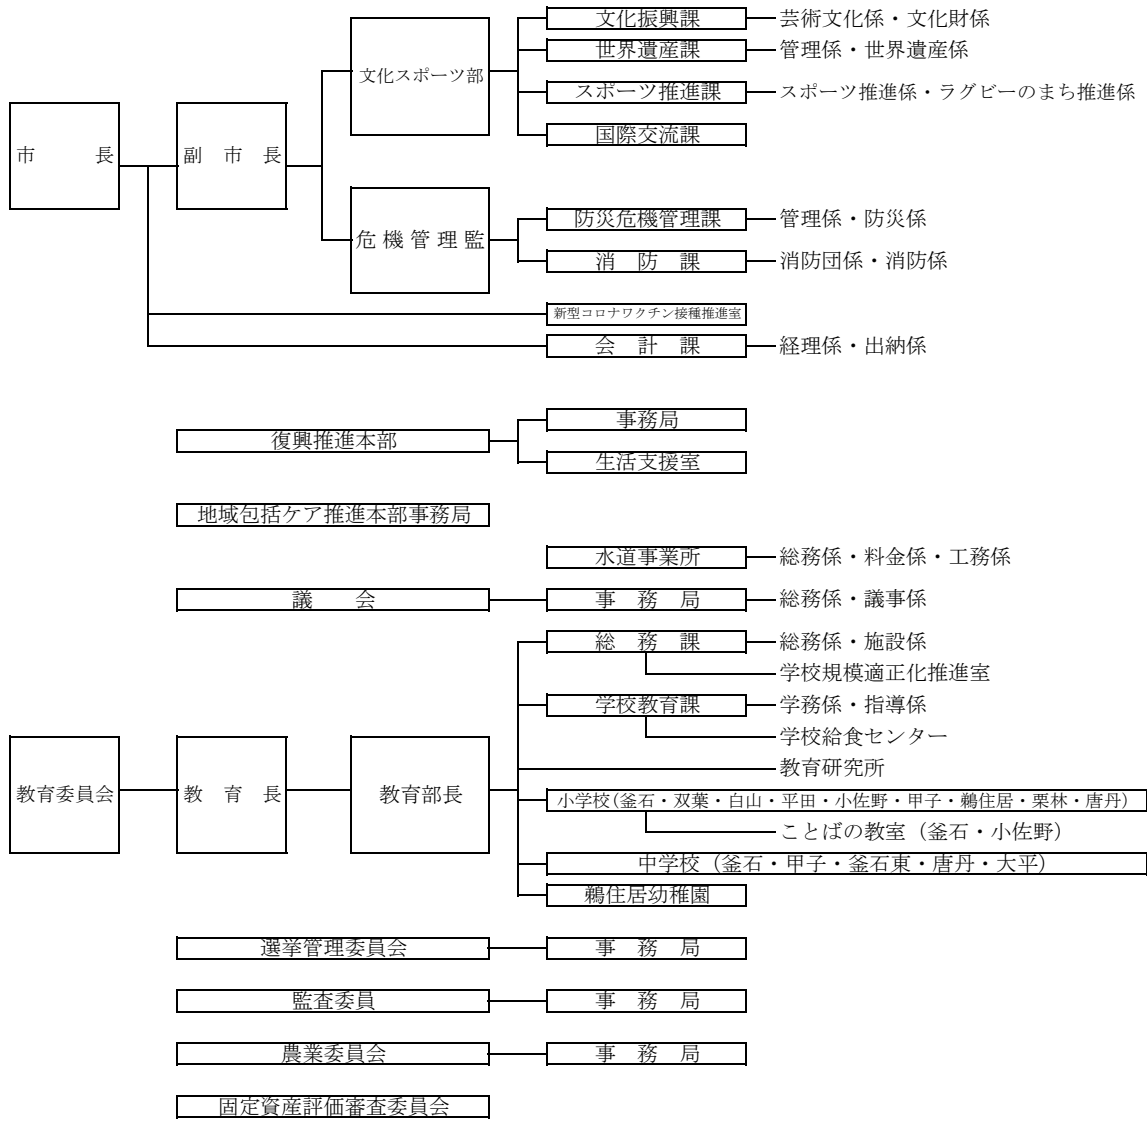 文化振興課 芸術文化係・文化財係
世界遺産課 管理係・世界遺産係
文化スポーツ部
スポーツ推進課 スポーツ推進係・ラグビーのまち推進係
国際交流課
市長 副市長
防災危機管理課 管理係・防災係
危機管理監
消防課 消防団係・消防係
新型コロナワクチン接種推進室
会計課 経理係・出納係
事務局
復興推進本部
生活支援室
地域包括ケア推進本部事務局
水道事業所 総務係・料金係・工務係
議会 事務局 総務係・議事係
総務課 総務係・施設係
学校規模適正化推進室
学校教育課 学務係・指導係
学校給食センター
教育研究所
教育委員会 教育長 教育部長
小学校(釜石・双葉・白山・平田・小佐野・甲子・鵜住居・栗林・唐丹)
ことばの教室(釜石・小佐野)
中学校(釜石・甲子・釜石東・唐丹・大平)
鵜住居幼稚園
選挙管理委員会 事務局
監査委員 事務局
農業委員会 事務局
固定資産評価審査委員会